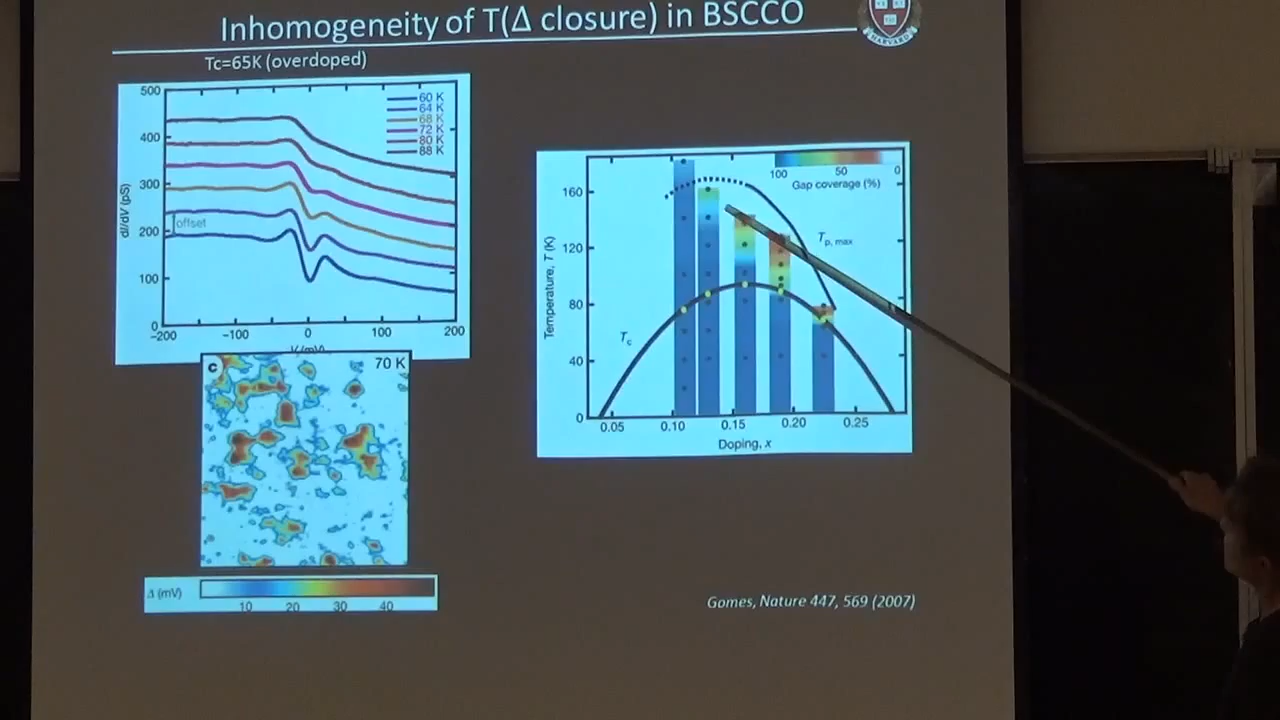 Inhomogeneity of T(Δ closure) in BSCCO
HARVARD
Tc=65K (overdoped)
500
400
300
200
100
0
dI/dV (pS)
offset
60 K
64 K
68 K
72 K
80 K
88 K
−200
−100
0
100
200
V (mV)
c
70 K
Δ (mV)
10
20
30
40
100
50
0
Gap coverage (%)
160
120
80
40
0
Temperature, T (K)
Tp, max
Tc
0.05
0.10
0.15
0.20
0.25
Doping, x
Gomes, Nature 447, 569 (2007)